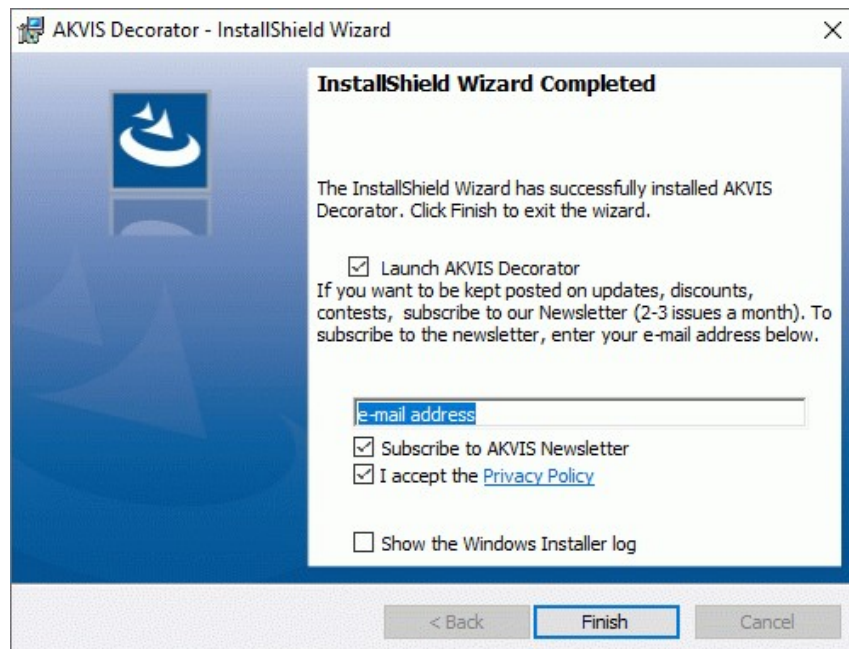 AKVIS Decorator - InstallShield Wizard
InstallShield Wizard Completed
The InstallShield Wizard has successfully installed AKVIS
Decorator. Click Finish to exit the wizard.
Launch AKVIS Decorator
If you want to be kept posted on updates, discounts,
contests,  subscribe to our Newsletter (2-3 issues a month). To
subscribe to the newsletter, enter your e-mail address below.
e-mail address
Subscribe to AKVIS Newsletter
I accept the Privacy Policy
Show the Windows Installer log
< Back
Finish
Cancel